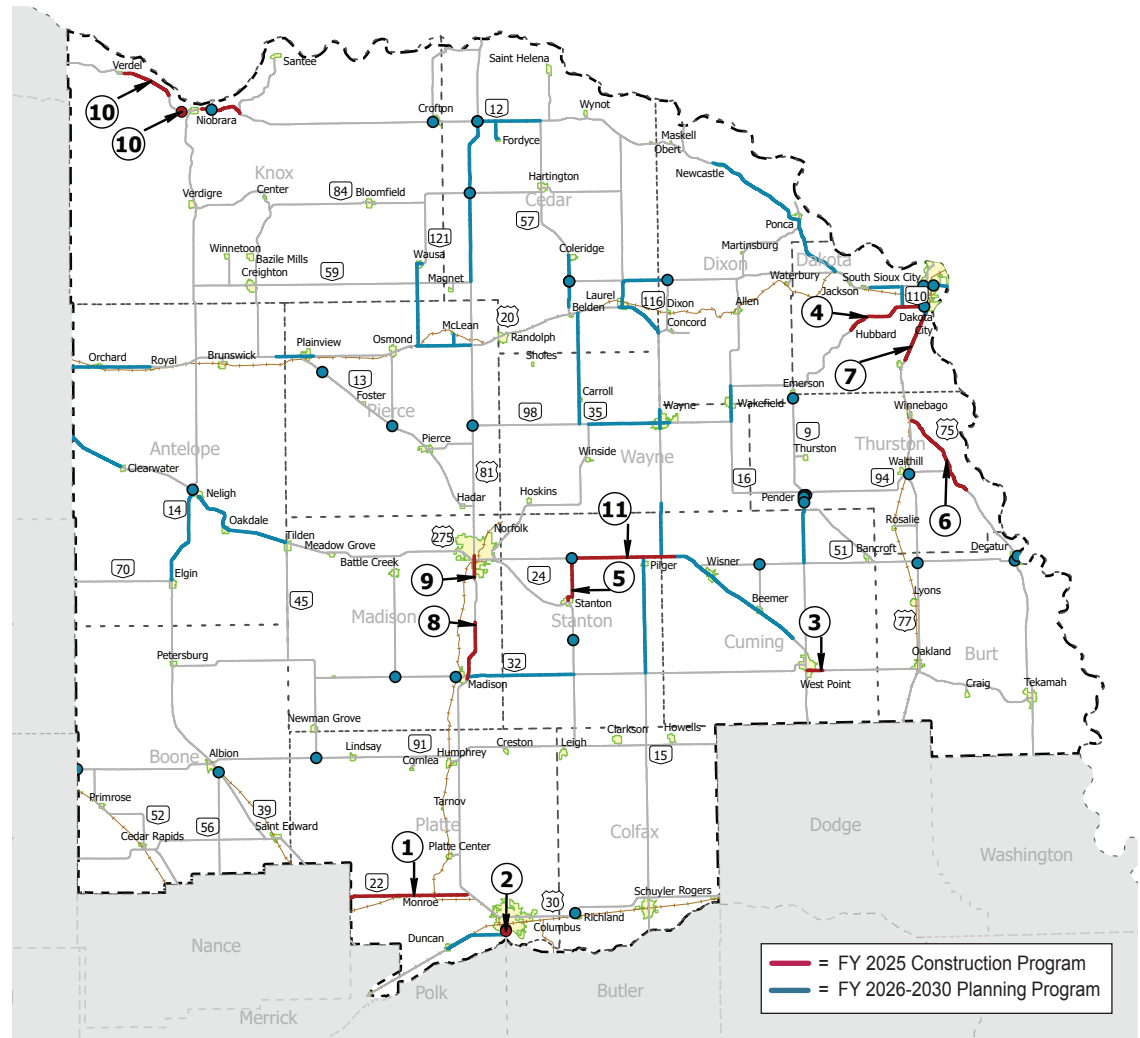 Verdel
Santee
Saint Helena
10
10
Niobrara
Crofton
12
Wynot
Fordyce
Maskell
Obert
Newcastle
Knox
Center
Verdigre
84
Bloomfield
Hartington
Cedar
57
Ponca
121
Winnetoon
Bazile Mills
Creighton
59
Wausa
Magnet
Coleridge
Martinsburg
Dixon
Dakota
Waterbury
South Sioux City
Jackson
110
4
Laurel
Belden
116
Dixon
Concord
Allen
Dakota
City
Hubbard
7
McLean
20
Randolph
Sholes
Orchard
Royal
Brunswick
Plainview
Osmond
13
Foster
Pierce
Carroll
98
35
Wayne
Wakefield
Emerson
Winnebago
75
Antelope
Pierce
Winside
Wayne
9
Thurston
Thurston
Walthill
94
Clearwater
81
Hadar
Hoskins
16
Pender
6
14
Neligh
Oakdale
Tilden
Meadow Grove
Battle Creek
275
Norfolk
11
Rosalie
51
Bancroft
Decatur
70
Elgin
45
9
24
5
Stanton
Pilger
Wisner
Beemer
Lyons
77
Madison
8
Stanton
Cuming
3
Petersburg
32
Madison
West Point
Oakland
Burt
Craig
Tekamah
Newman Grove
Boone
Albion
Lindsay
91
Cornlea
Humphrey
Creston
Leigh
Clarkson
Howells
15
Primrose
52
Cedar Rapids
56
39
Saint Edward
Tarnov
Platte
Platte Center
Colfax
Dodge
Washington
1
22
Monroe
2
30
Columbus
Richland
Schuyler
Rogers
Duncan
Nance
Polk
Butler
Merrick
= FY 2025 Construction Program
= FY 2026-2030 Planning Program